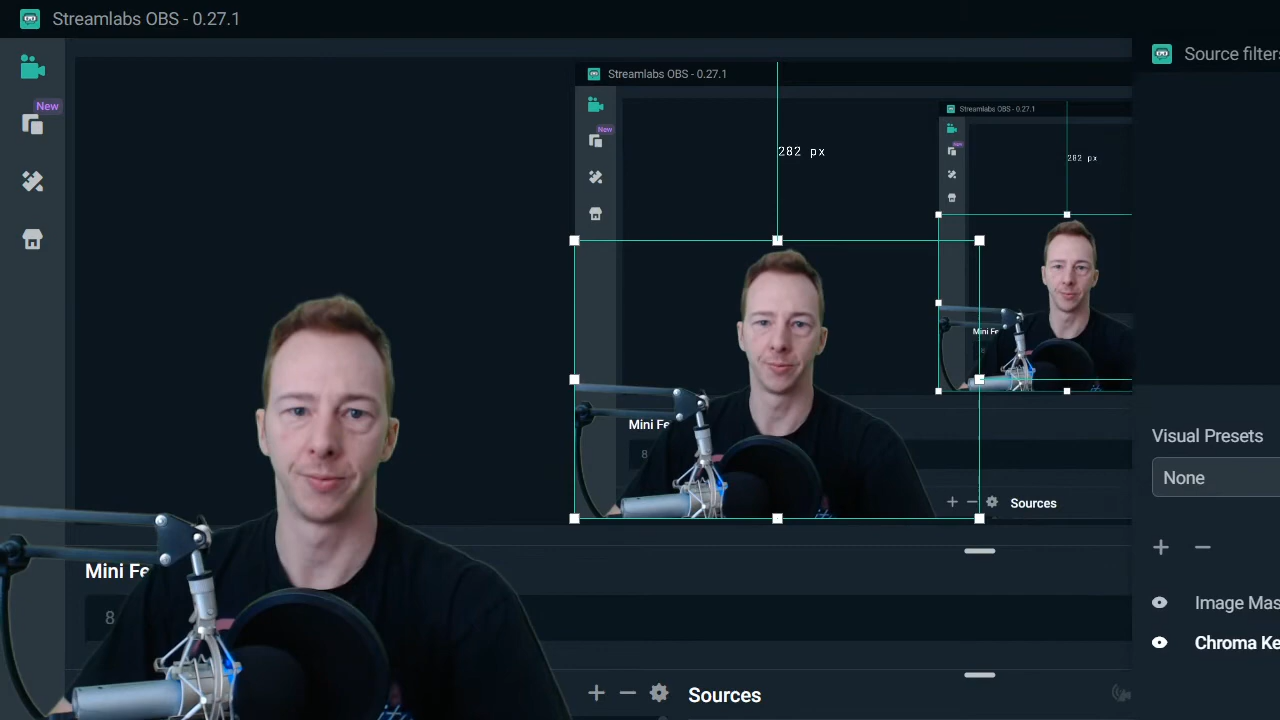 Streamlabs OBS - 0.27.1
Source filter
Streamlabs OBS - 0.27.1
Streamlabs OBS - 0.27.1
New
New
282 px
282 px
Mini Fe
Mini Fe
8
Visual Presets
None
Sources
Mini Fe
8
Image Mas
Chroma Ke
Sources